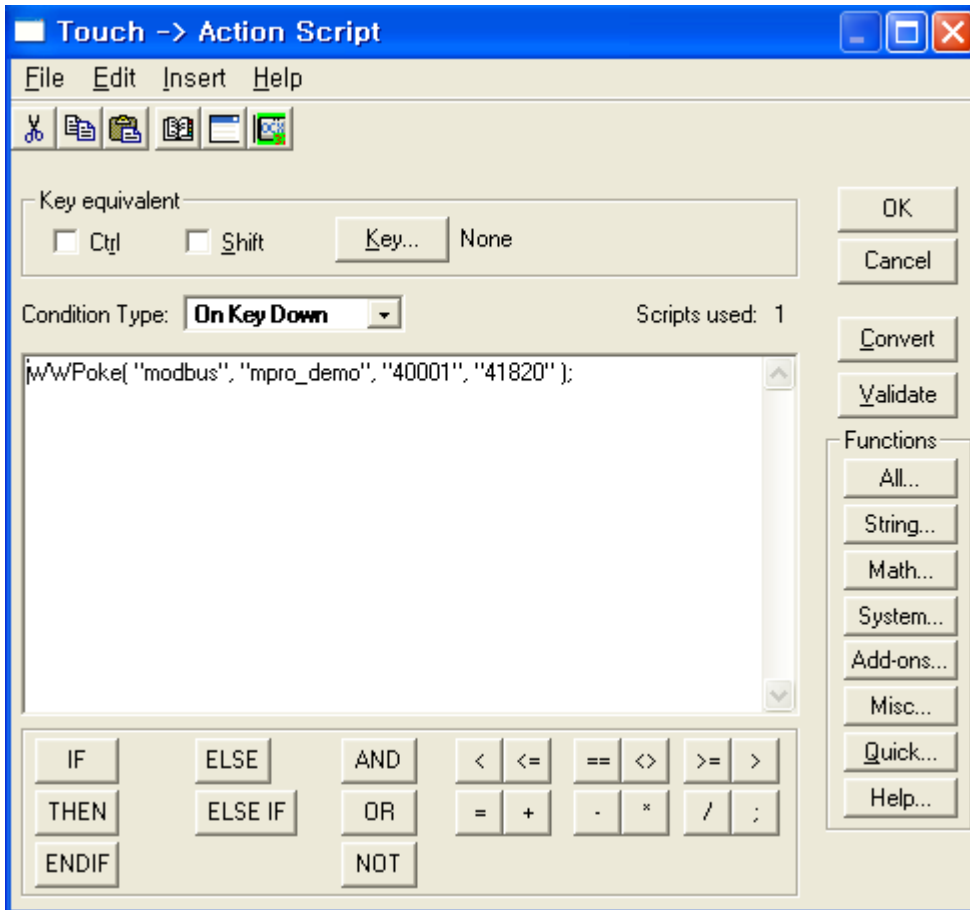 Touch -> Action Script
File Edit Insert Help
Key equivalent
Ctrl Shift Key... None
OK
Cancel
Condition Type: On Key Down Scripts used: 1
Convert
Validate
WWPoke( "modbus", "mpro_demo", "40001", "41820" );
Functions
All...
String...
Math...
System...
Add-ons...
Misc...
Quick...
Help...
IF ELSE AND < <= == <> >= >
THEN ELSE IF OR = + - * / ;
ENDIF NOT